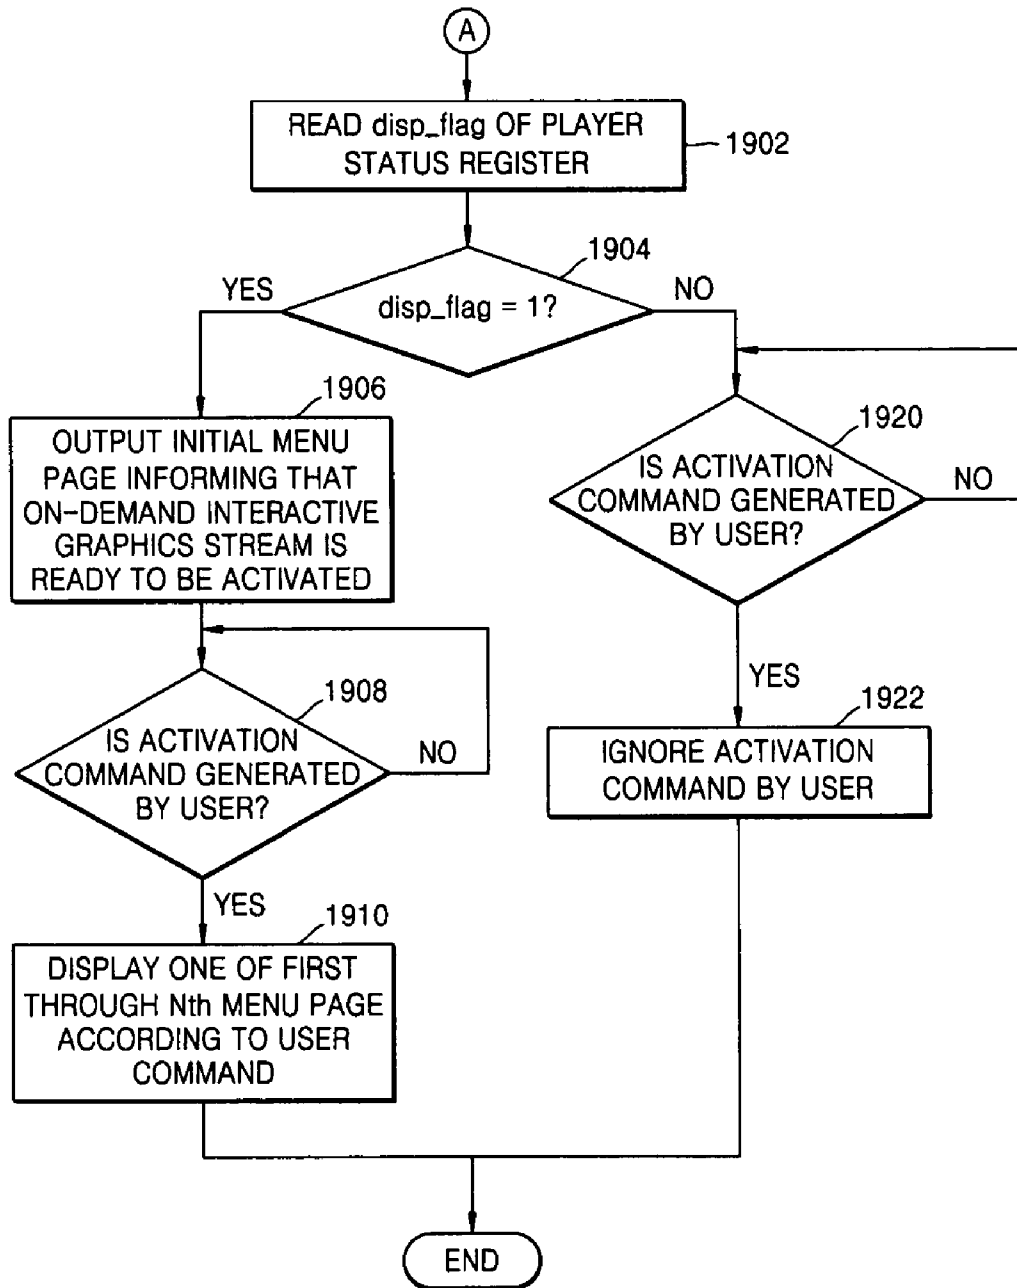 A
READ disp_flag OF PLAYER
STATUS REGISTER
1902
1904
disp_flag = 1?
YES
NO
1906
OUTPUT INITIAL MENU
PAGE INFORMING THAT
ON-DEMAND INTERACTIVE
GRAPHICS STREAM IS
READY TO BE ACTIVATED
1920
IS ACTIVATION
COMMAND GENERATED
BY USER?
NO
YES
1908
IS ACTIVATION
COMMAND GENERATED
BY USER?
NO
YES
1922
IGNORE ACTIVATION
COMMAND BY USER
1910
DISPLAY ONE OF FIRST
THROUGH Nth MENU PAGE
ACCORDING TO USER
COMMAND
END